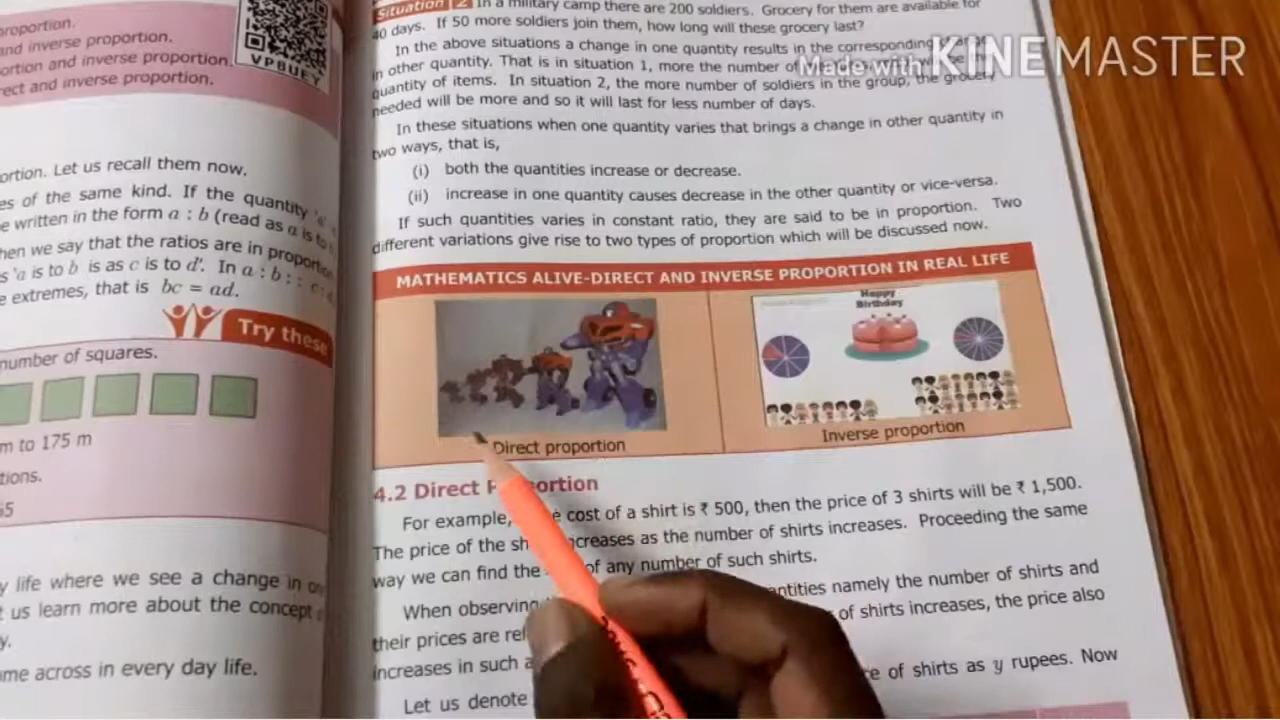 proportion.
and inverse proportion.
ortion and inverse proportion.
rect and inverse proportion.
VPBUEY
ortion. Let us recall them now.
es of the same kind. If the quantity 'a'
e written in the form a : b (read as a is to
hen we say that the ratios are in proportion
s 'a is to b is as c is to d'. In a : b : : c :
e extremes, that is bc = ad.
Try these
number of squares.
m to 175 m
tions.
65
y life where we see a change in
t us learn more about the concept
y.
me across in every day life.
Situation 2 In a military camp there are 200 soldiers. Grocery for them are available for
40 days. If 50 more soldiers join them, how long will these grocery last?
In the above situations a change in one quantity results in the corresponding
in other quantity. That is in situation 1, more the number of
quantity of items. In situation 2, the more number of soldiers in the group, the grocery
needed will be more and so it will last for less number of days.
Made with KINEMASTER
In these situations when one quantity varies that brings a change in other quantity in
two ways, that is,
(i) both the quantities increase or decrease.
(ii) increase in one quantity causes decrease in the other quantity or vice-versa.
If such quantities varies in constant ratio, they are said to be in proportion. Two
different variations give rise to two types of proportion which will be discussed now.
MATHEMATICS ALIVE-DIRECT AND INVERSE PROPORTION IN REAL LIFE
Happy
Birthday
Direct proportion
Inverse proportion
4.2 Direct P ortion
For example, e cost of a shirt is ₹ 500, then the price of 3 shirts will be ₹ 1,500.
The price of the sh creases as the number of shirts increases. Proceeding the same
way we can find the of any number of such shirts.
When observing ntities namely the number of shirts and
their prices are rel of shirts increases, the price also
increases in such a
Let us denote e of shirts as y rupees. Now